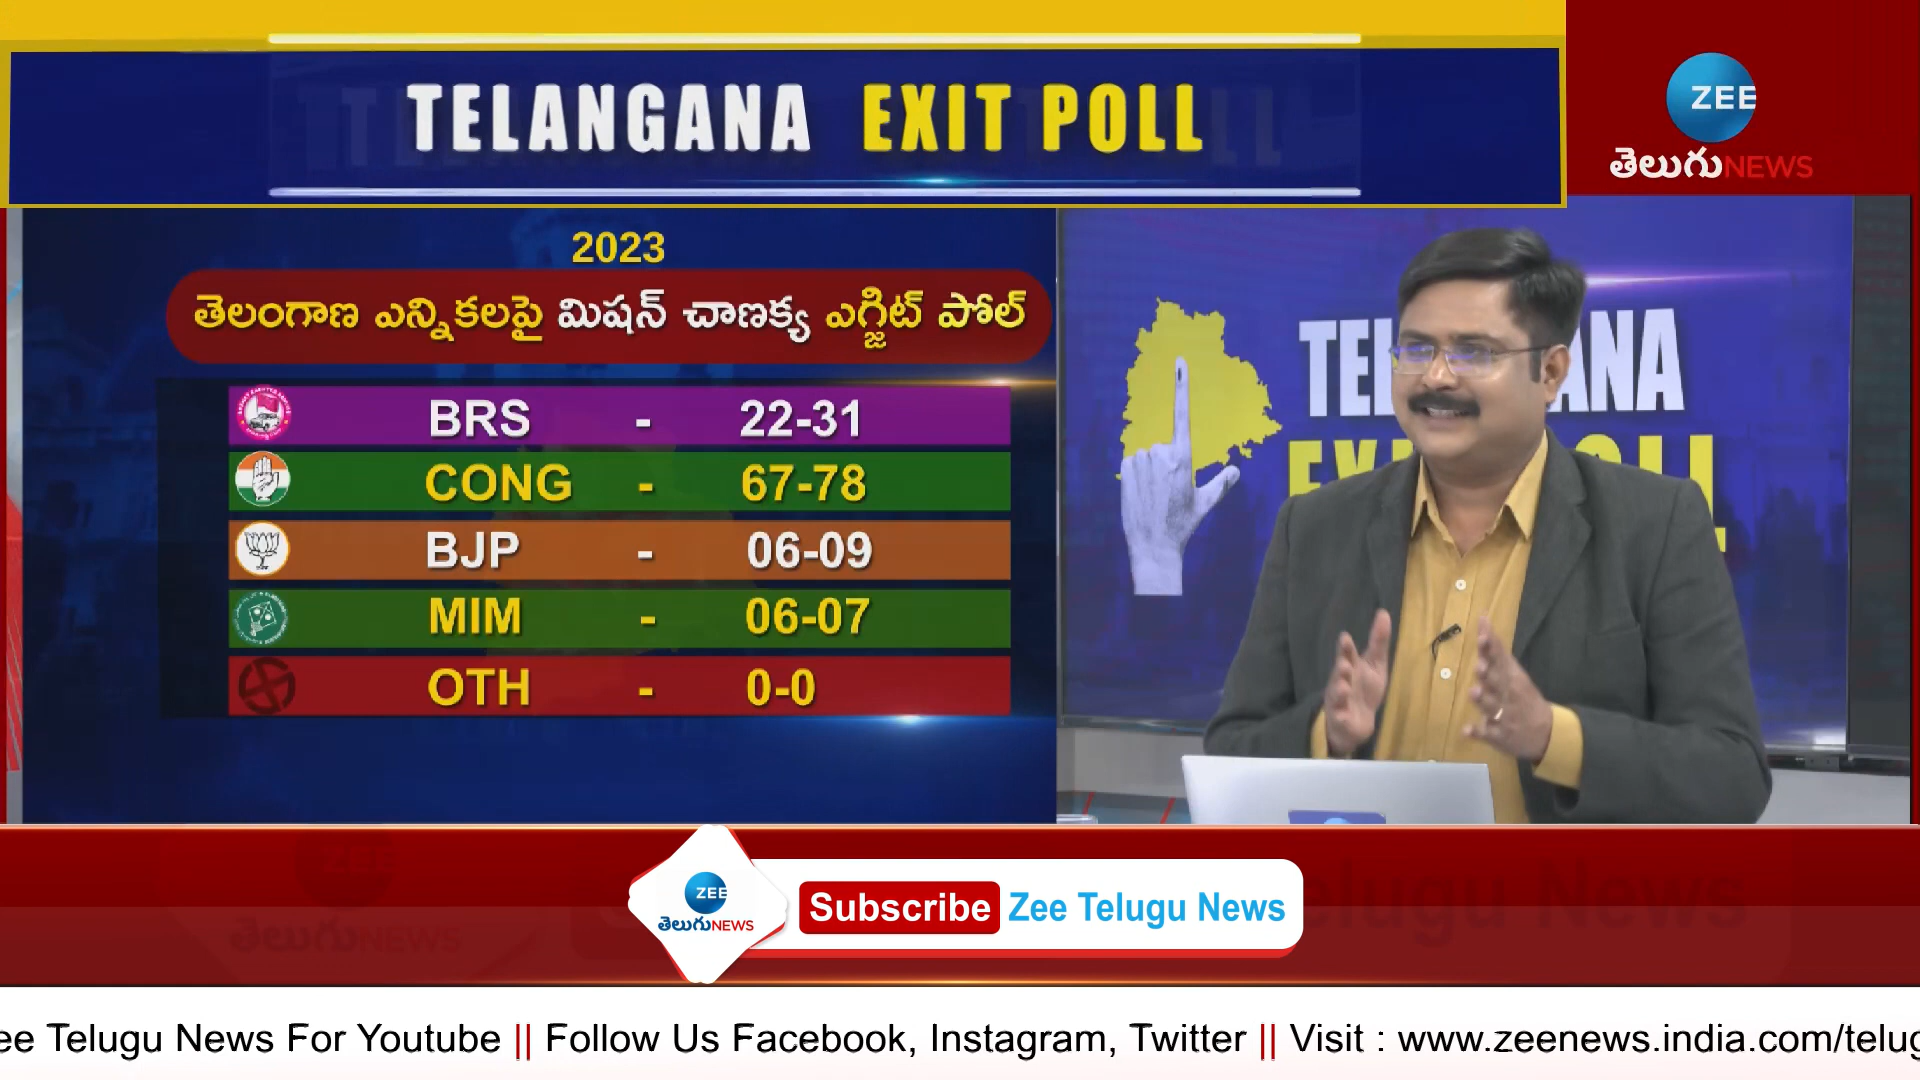 TELANGANA EXIT POLL
ZEE
తెలుగు NEWS
2023
తెలంగాణ ఎన్నికలపై మిషన్ చాణక్య ఎగ్జిట్ పోల్
BRS - 22-31
CONG - 67-78
BJP - 06-09
MIM - 06-07
OTH - 0-0
ZEE
తెలుగు NEWS
Subscribe Zee Telugu News
Telugu News For Youtube || Follow Us Facebook, Instagram, Twitter || Visit : www.zeenews.india.com/telug